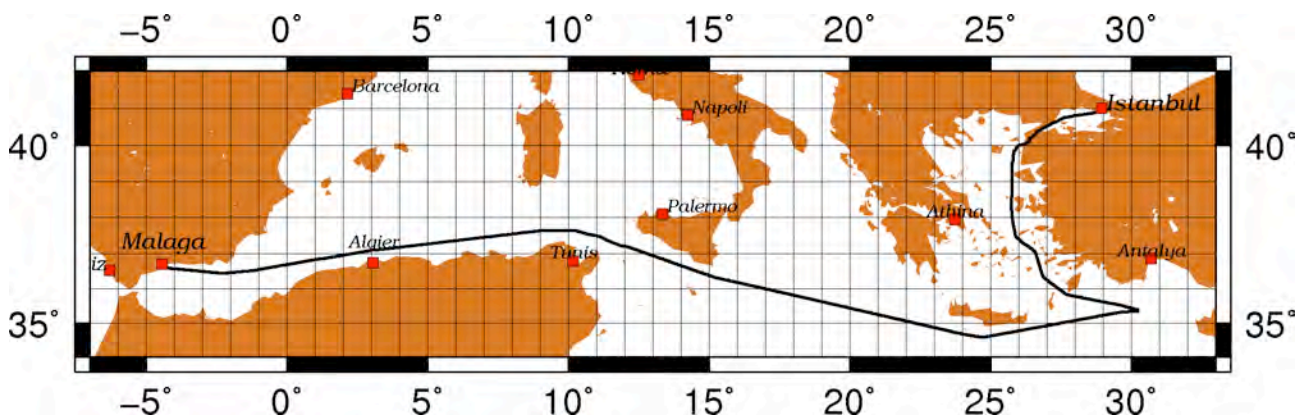 −5° 0° 5° 10° 15° 20° 25° 30°
Barcelona
Istanbul
Napoli
40° 40°
Palermo
Athina
Malaga
Algier
Tunis
Antalya
iz
35° 35°
−5° 0° 5° 10° 15° 20° 25° 30°